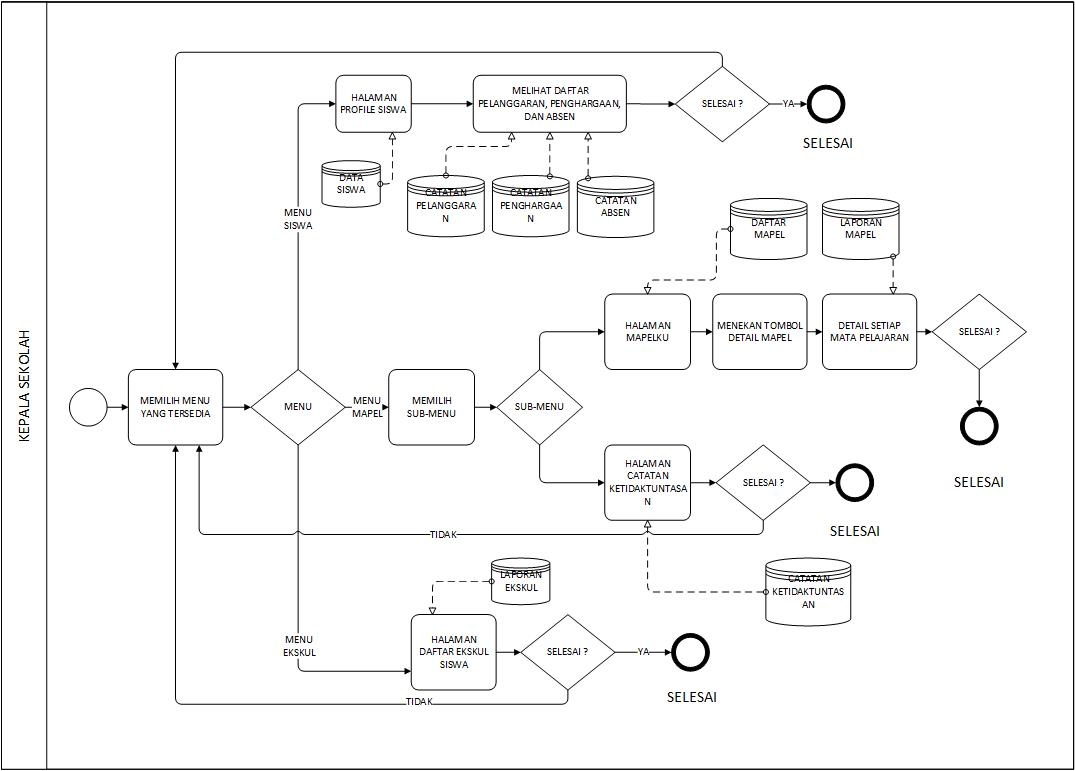 KEPALA SEKOLAH
MEMILIH MENU
YANG TERSEDIA
MENU
MENU
SISWA
HALAMAN
PROFILE SISWA
DATA
SISWA
MELIHAT DAFTAR
PELANGGARAN, PENGHARGAAN,
DAN ABSEN
CATATAN
PELANGGARA
N
CATATAN
PENGHARGAA
N
CATATAN
ABSEN
SELESAI ?
YA
SELESAI
MENU
MAPEL
MEMILIH
SUB-MENU
SUB-MENU
DAFTAR
MAPEL
LAPORAN
MAPEL
HALAMAN
MAPELKU
MENEKAN TOMBOL
DETAIL MAPEL
DETAIL SETIAP
MATA PELAJARAN
SELESAI ?
SELESAI
HALAMAN
CATATAN
KETIDAKTUNTASA
N
SELESAI ?
SELESAI
TIDAK
CATATAN
KETIDAKTUNTAS
AN
MENU
EKSKUL
LAPORAN
EKSKUL
HALAMAN
DAFTAR EKSKUL
SISWA
SELESAI ?
YA
SELESAI
TIDAK